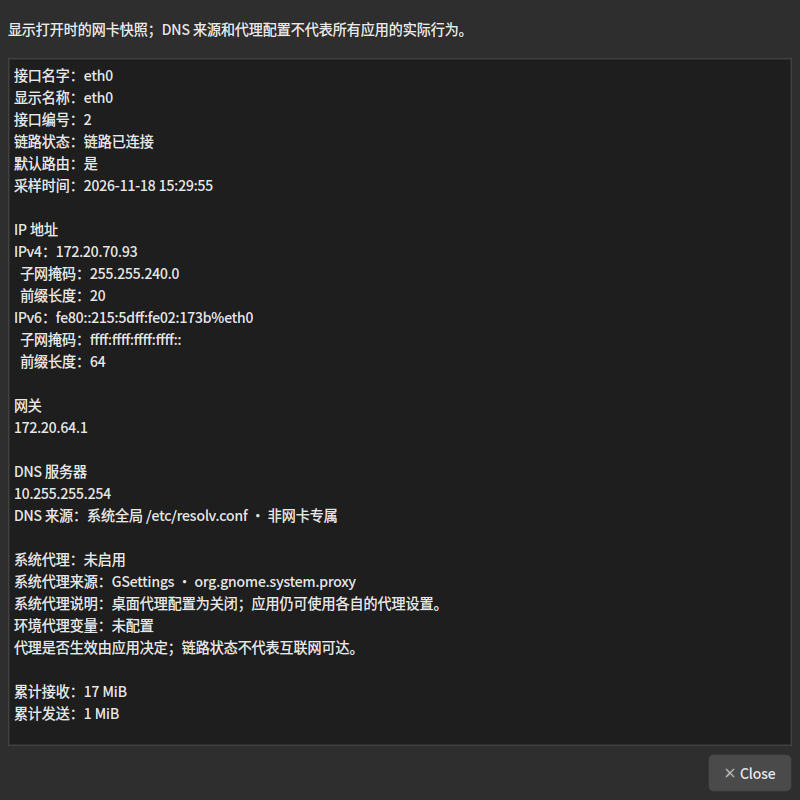 显示打开时的网卡快照；DNS 来源和代理配置不代表所有应用的实际行为。
接口名字：eth0
显示名称：eth0
接口编号：2
链路状态：链路已连接
默认路由：是
采样时间：2026-11-18 15:29:55
IP 地址
IPv4：172.20.70.93
子网掩码：255.255.240.0
前缀长度：20
IPv6：fe80::215:5dff:fe02:173b%eth0
子网掩码：ffff:ffff:ffff:ffff::
前缀长度：64
网关
172.20.64.1
DNS 服务器
10.255.255.254
DNS 来源：系统全局 /etc/resolv.conf · 非网卡专属
系统代理：未启用
系统代理来源：GSettings · org.gnome.system.proxy
系统代理说明：桌面代理配置为关闭；应用仍可使用各自的代理设置。
环境代理变量：未配置
代理是否生效由应用决定；链路状态不代表互联网可达。
累计接收：17 MiB
累计发送：1 MiB
Close